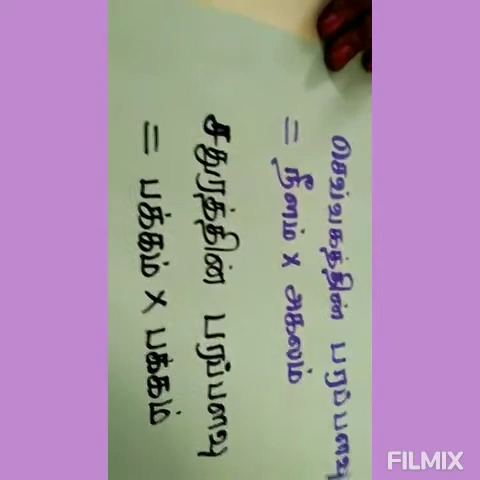 செவ்வகத்தின் பரப்பளவு
= நீளம் x அகலம்
சதுரத்தின் பரப்பளவு
= பக்கம் x பக்கம்
FILMIX